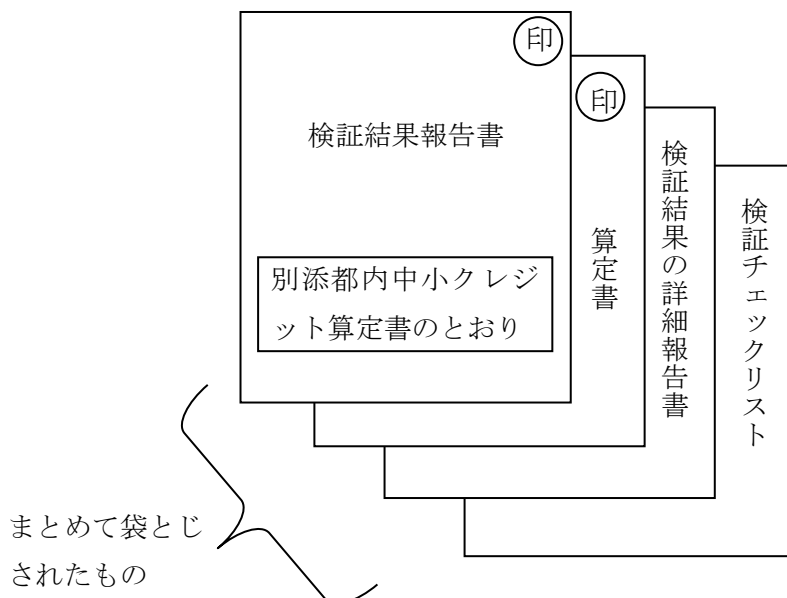 印
検証結果報告書
別添都内中小クレジ
ット算定書のとおり
印
算定書
検証結果の詳細報告書
検証チェックリスト
まとめて袋とじ
されたもの